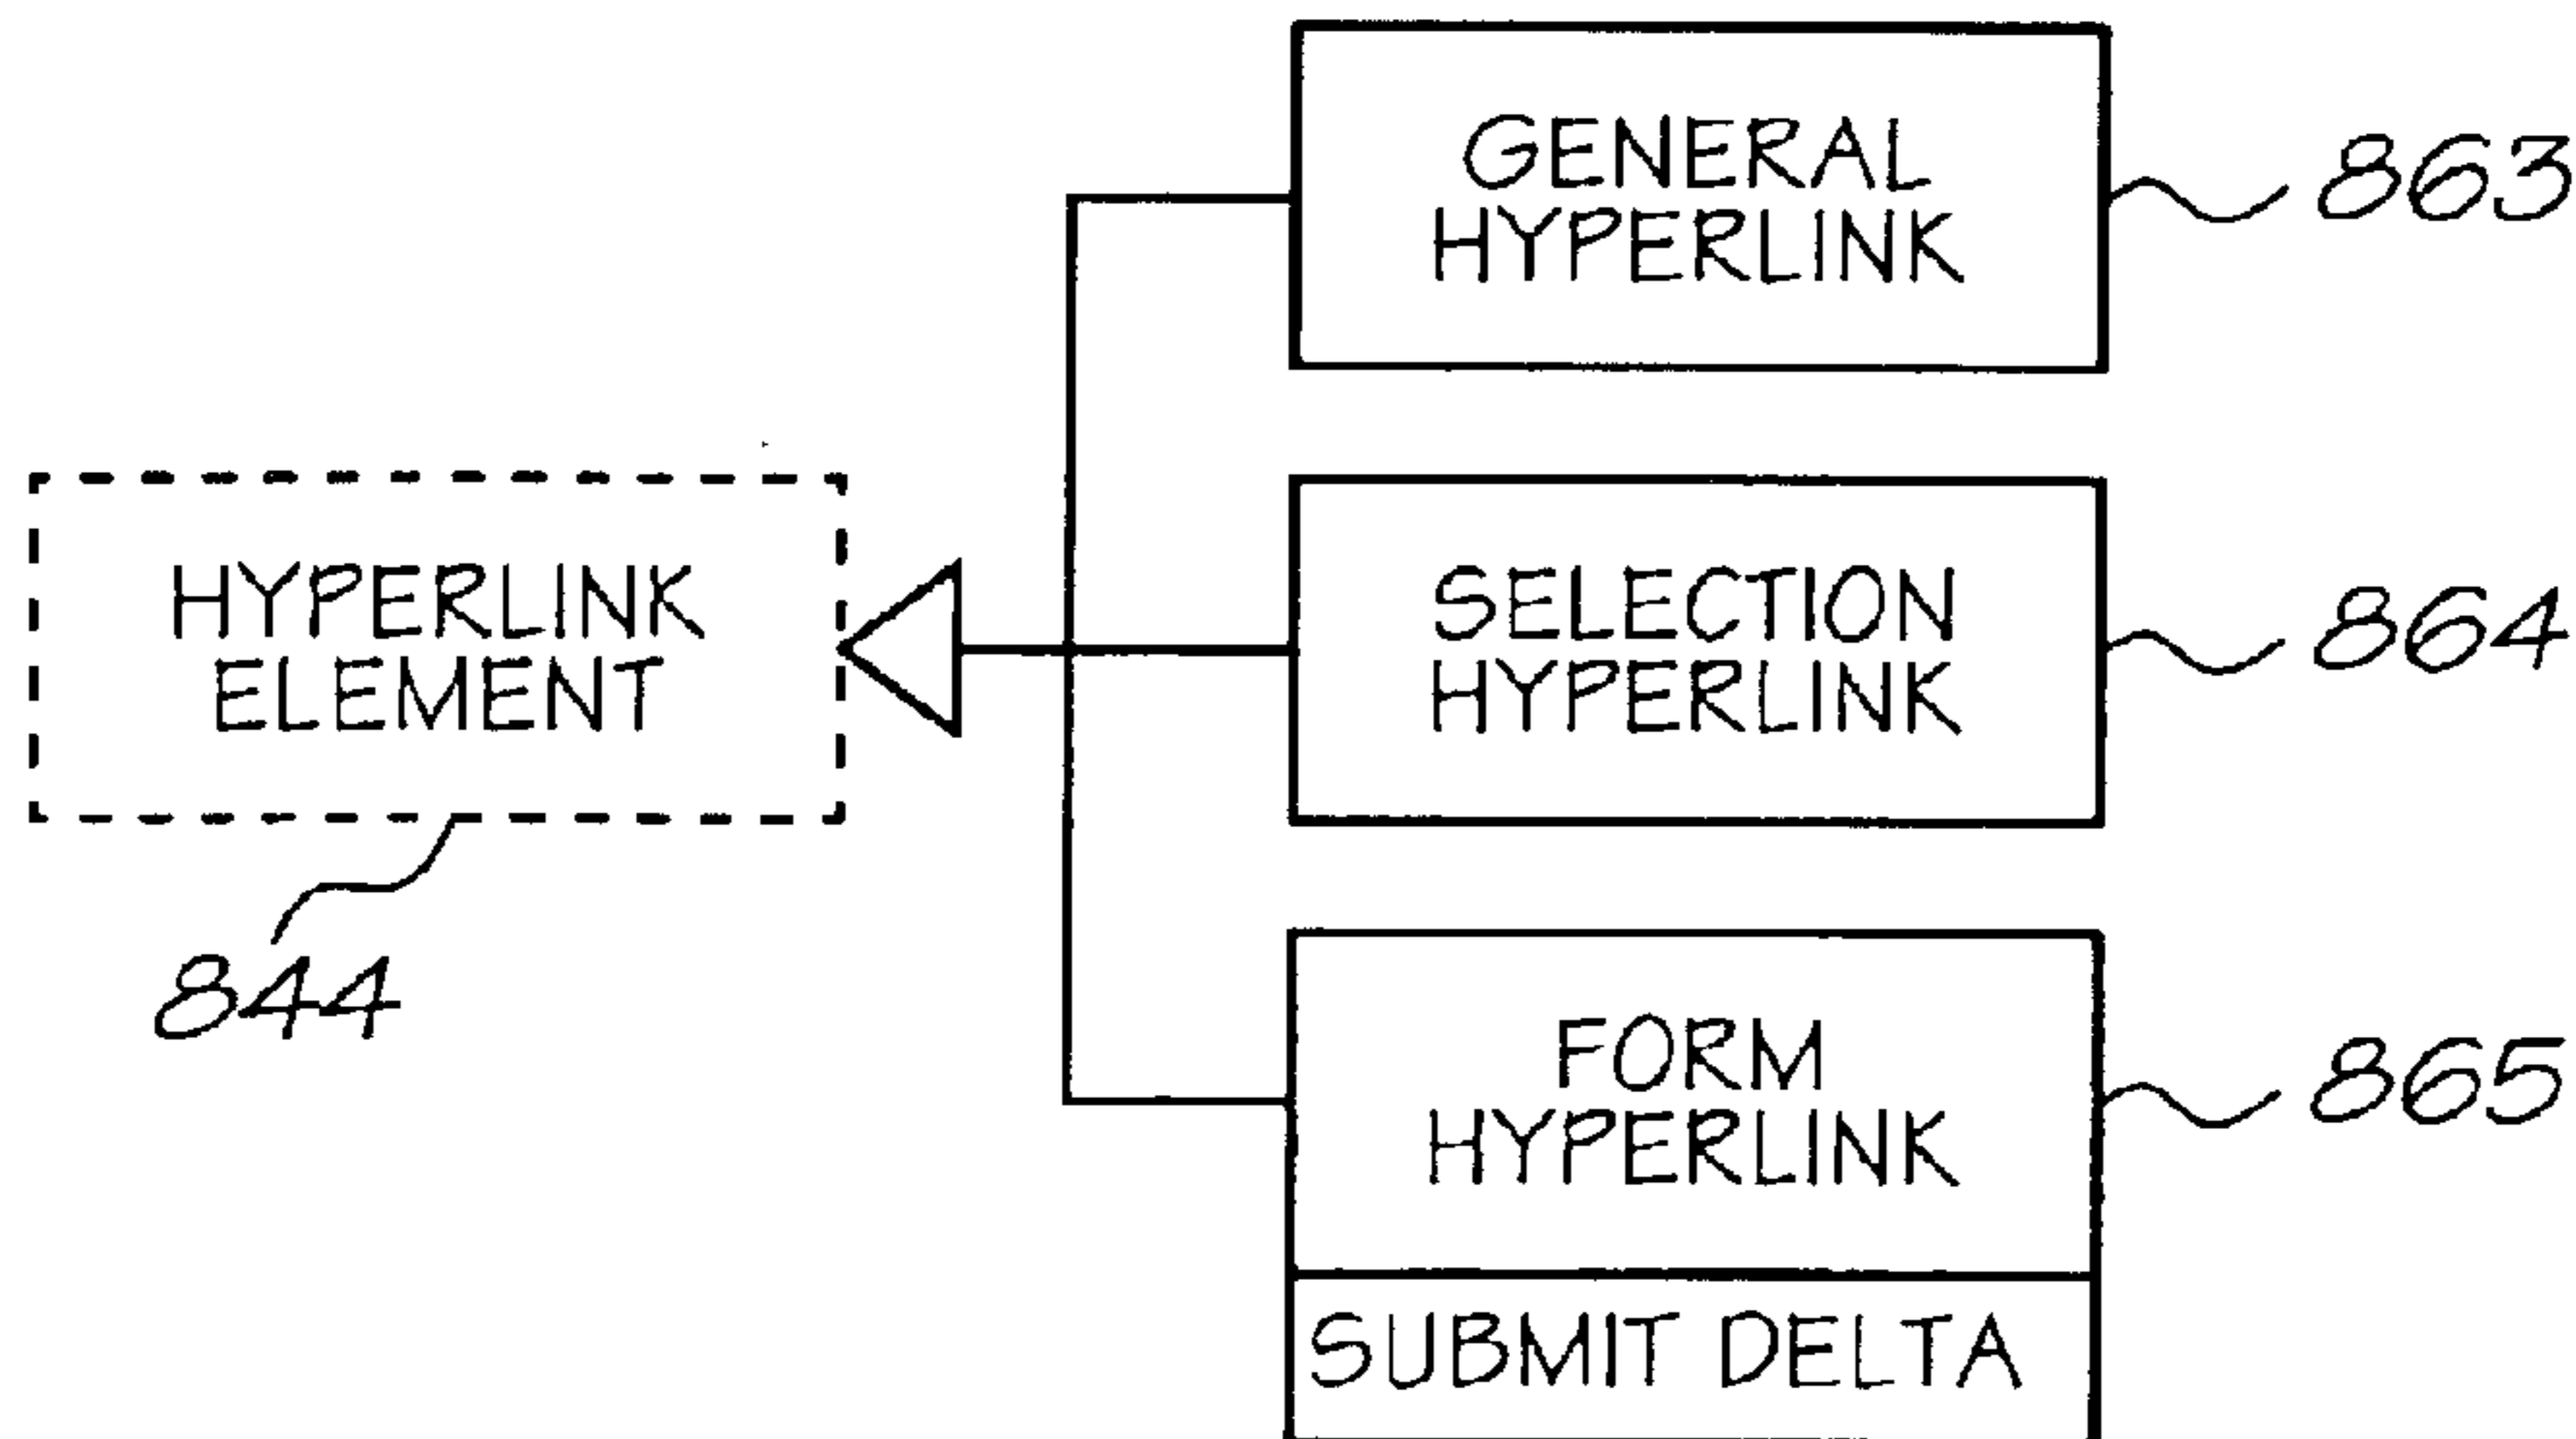 GENERAL
HYPERLINK
863
HYPERLINK
ELEMENT
844
SELECTION
HYPERLINK
864
FORM
HYPERLINK
865
SUBMIT DELTA